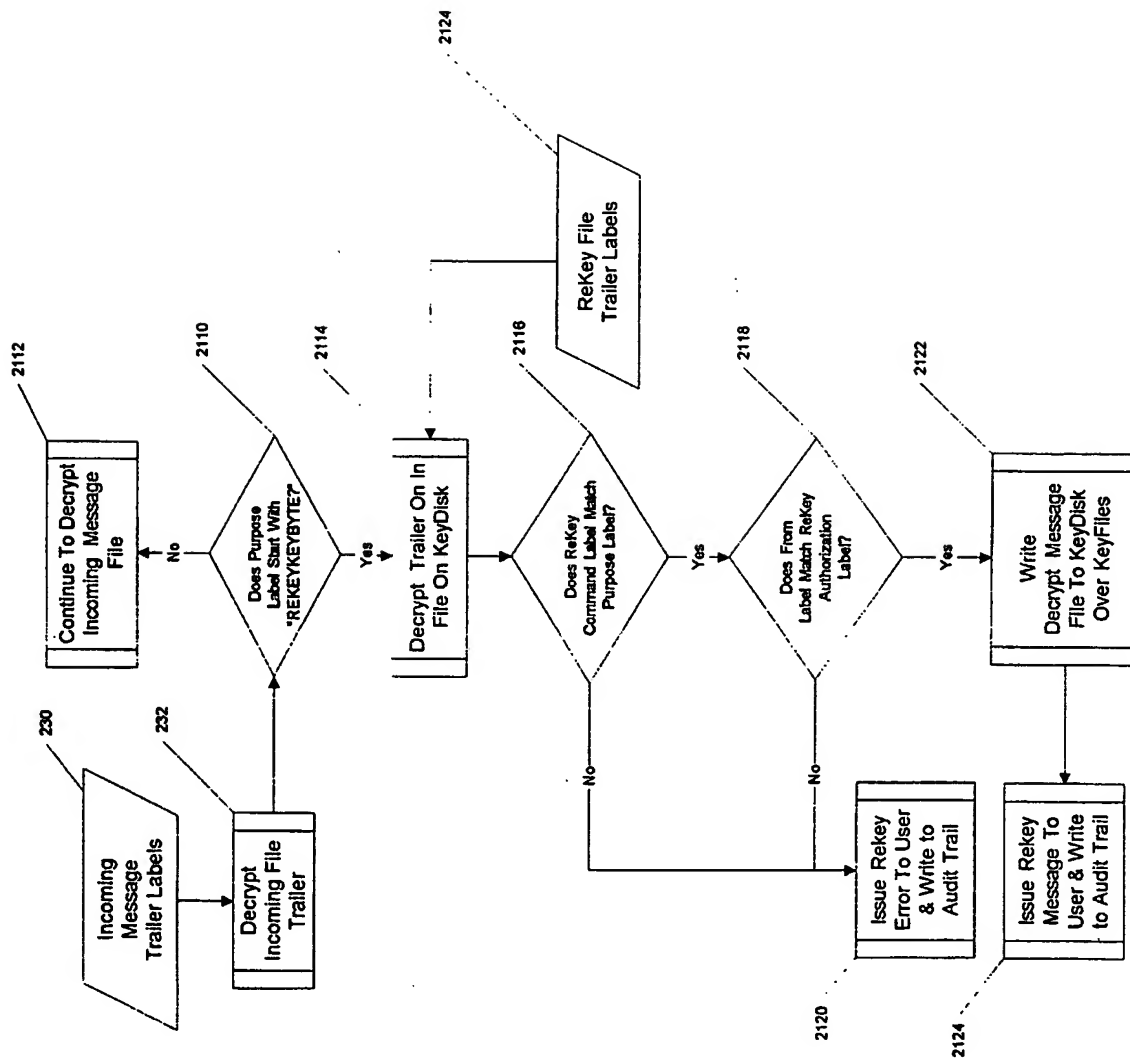 2112
Continue To Decrypt
Incoming Message
File
230
Incoming
Message
Trailer Labels
232
Decrypt
Incoming File
Trailer
No
2110
Does Purpose
Label Start With
"REKEYKEYBYTE?"
Yes
2114
Decrypt Trailer On In
File On KeyDisk
2124
ReKey File
Trailer Labels
2116
Does ReKey
Command Label Match
Purpose Label?
No
Yes
2118
Does From
Label Match ReKey
Authorization
Label?
No
Yes
Issue Rekey
Error To User
& Write to
Audit Trail
2120
2122
Write
Decrypt Message
File To KeyDisk
Over KeyFiles
Issue Rekey
Message To
User & Write
to Audit Trail
2124